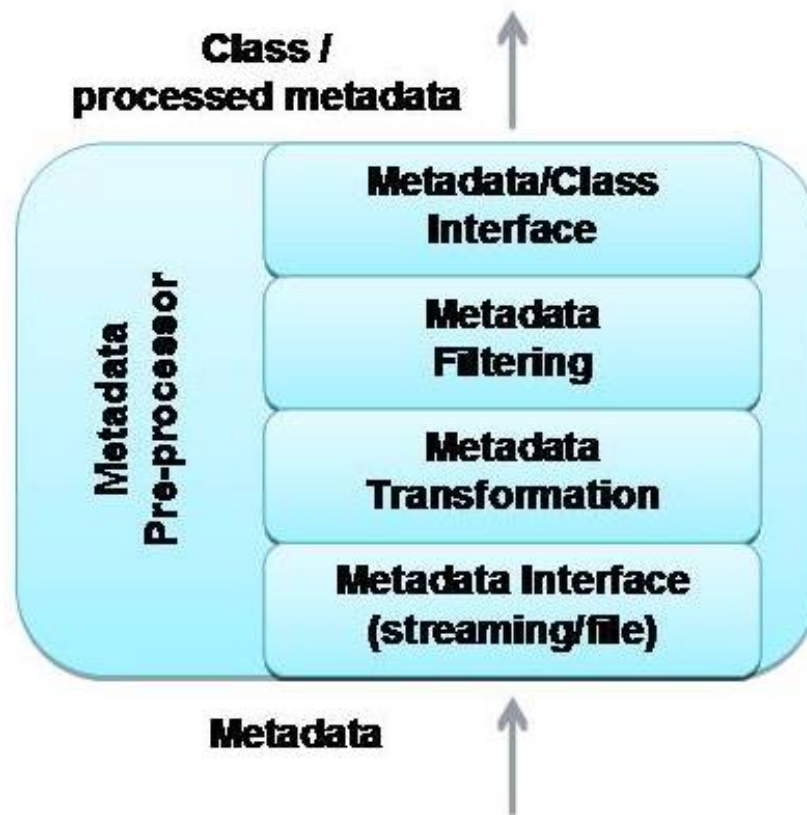 Class /
processed metadata
Metadata/Class
Interface
Metadata
Filtering
Metadata
Transformation
Metadata Interface
(streaming/file)
Metadata
Pre-processor
Metadata